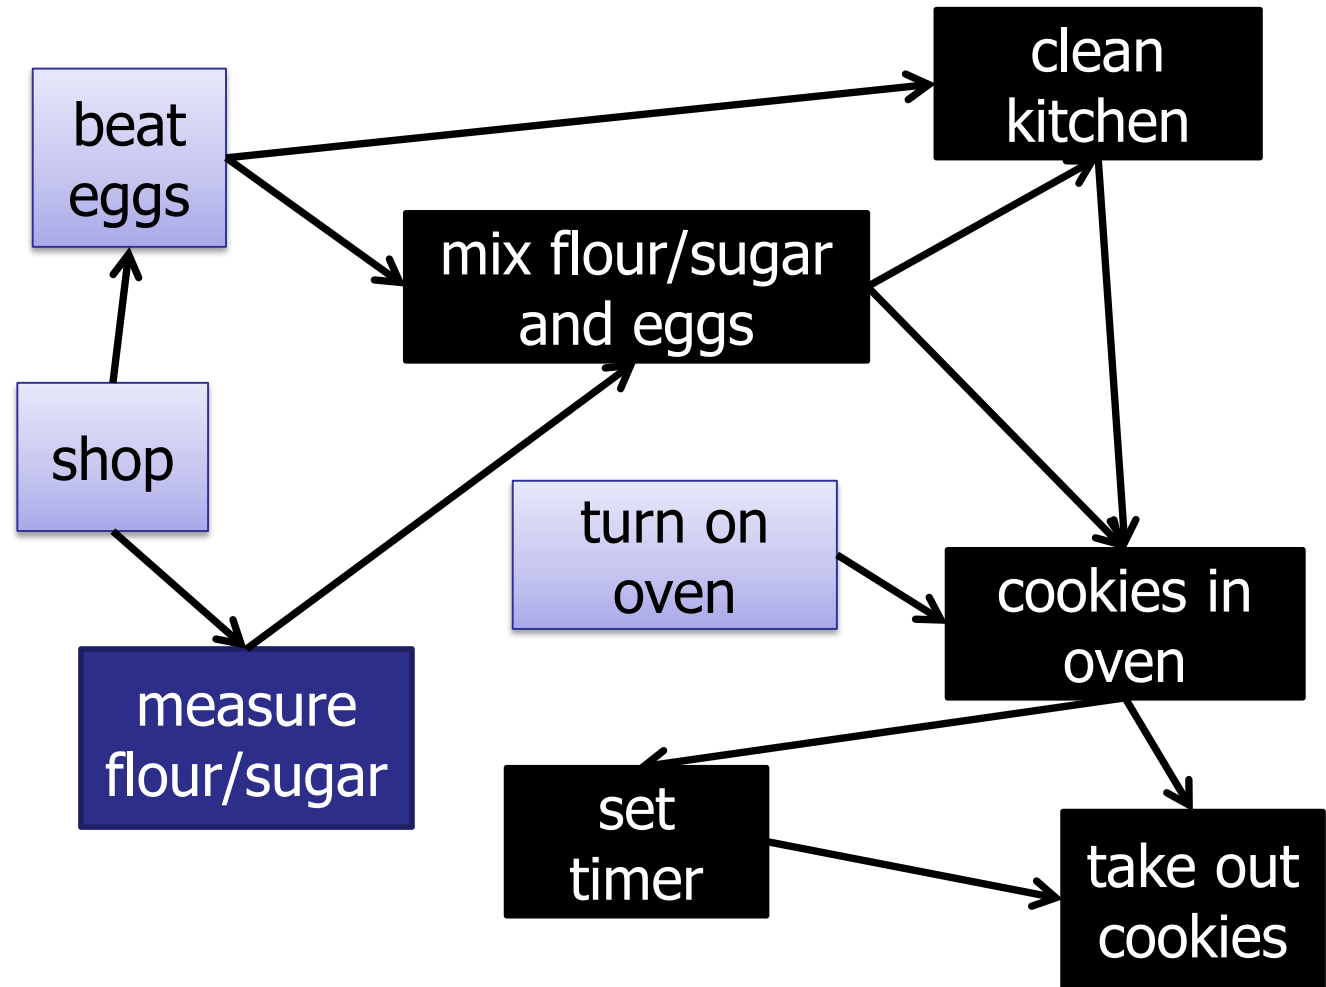 clean
kitchen
beat
eggs
mix flour/sugar
and eggs
shop
turn on
oven
cookies in
oven
measure
flour/sugar
set
timer
take out
cookies